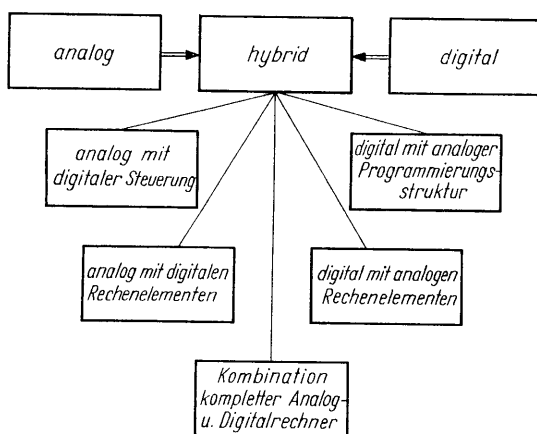 analog
hybrid
digital
analog mit
digitaler Steuerung
digital mit analoger
Programmierungs-
struktur
analog mit digitalen
Rechenelementen
digital mit analogen
Rechenelementen
Kombination
kompletter Analog-
u. Digitalrechner